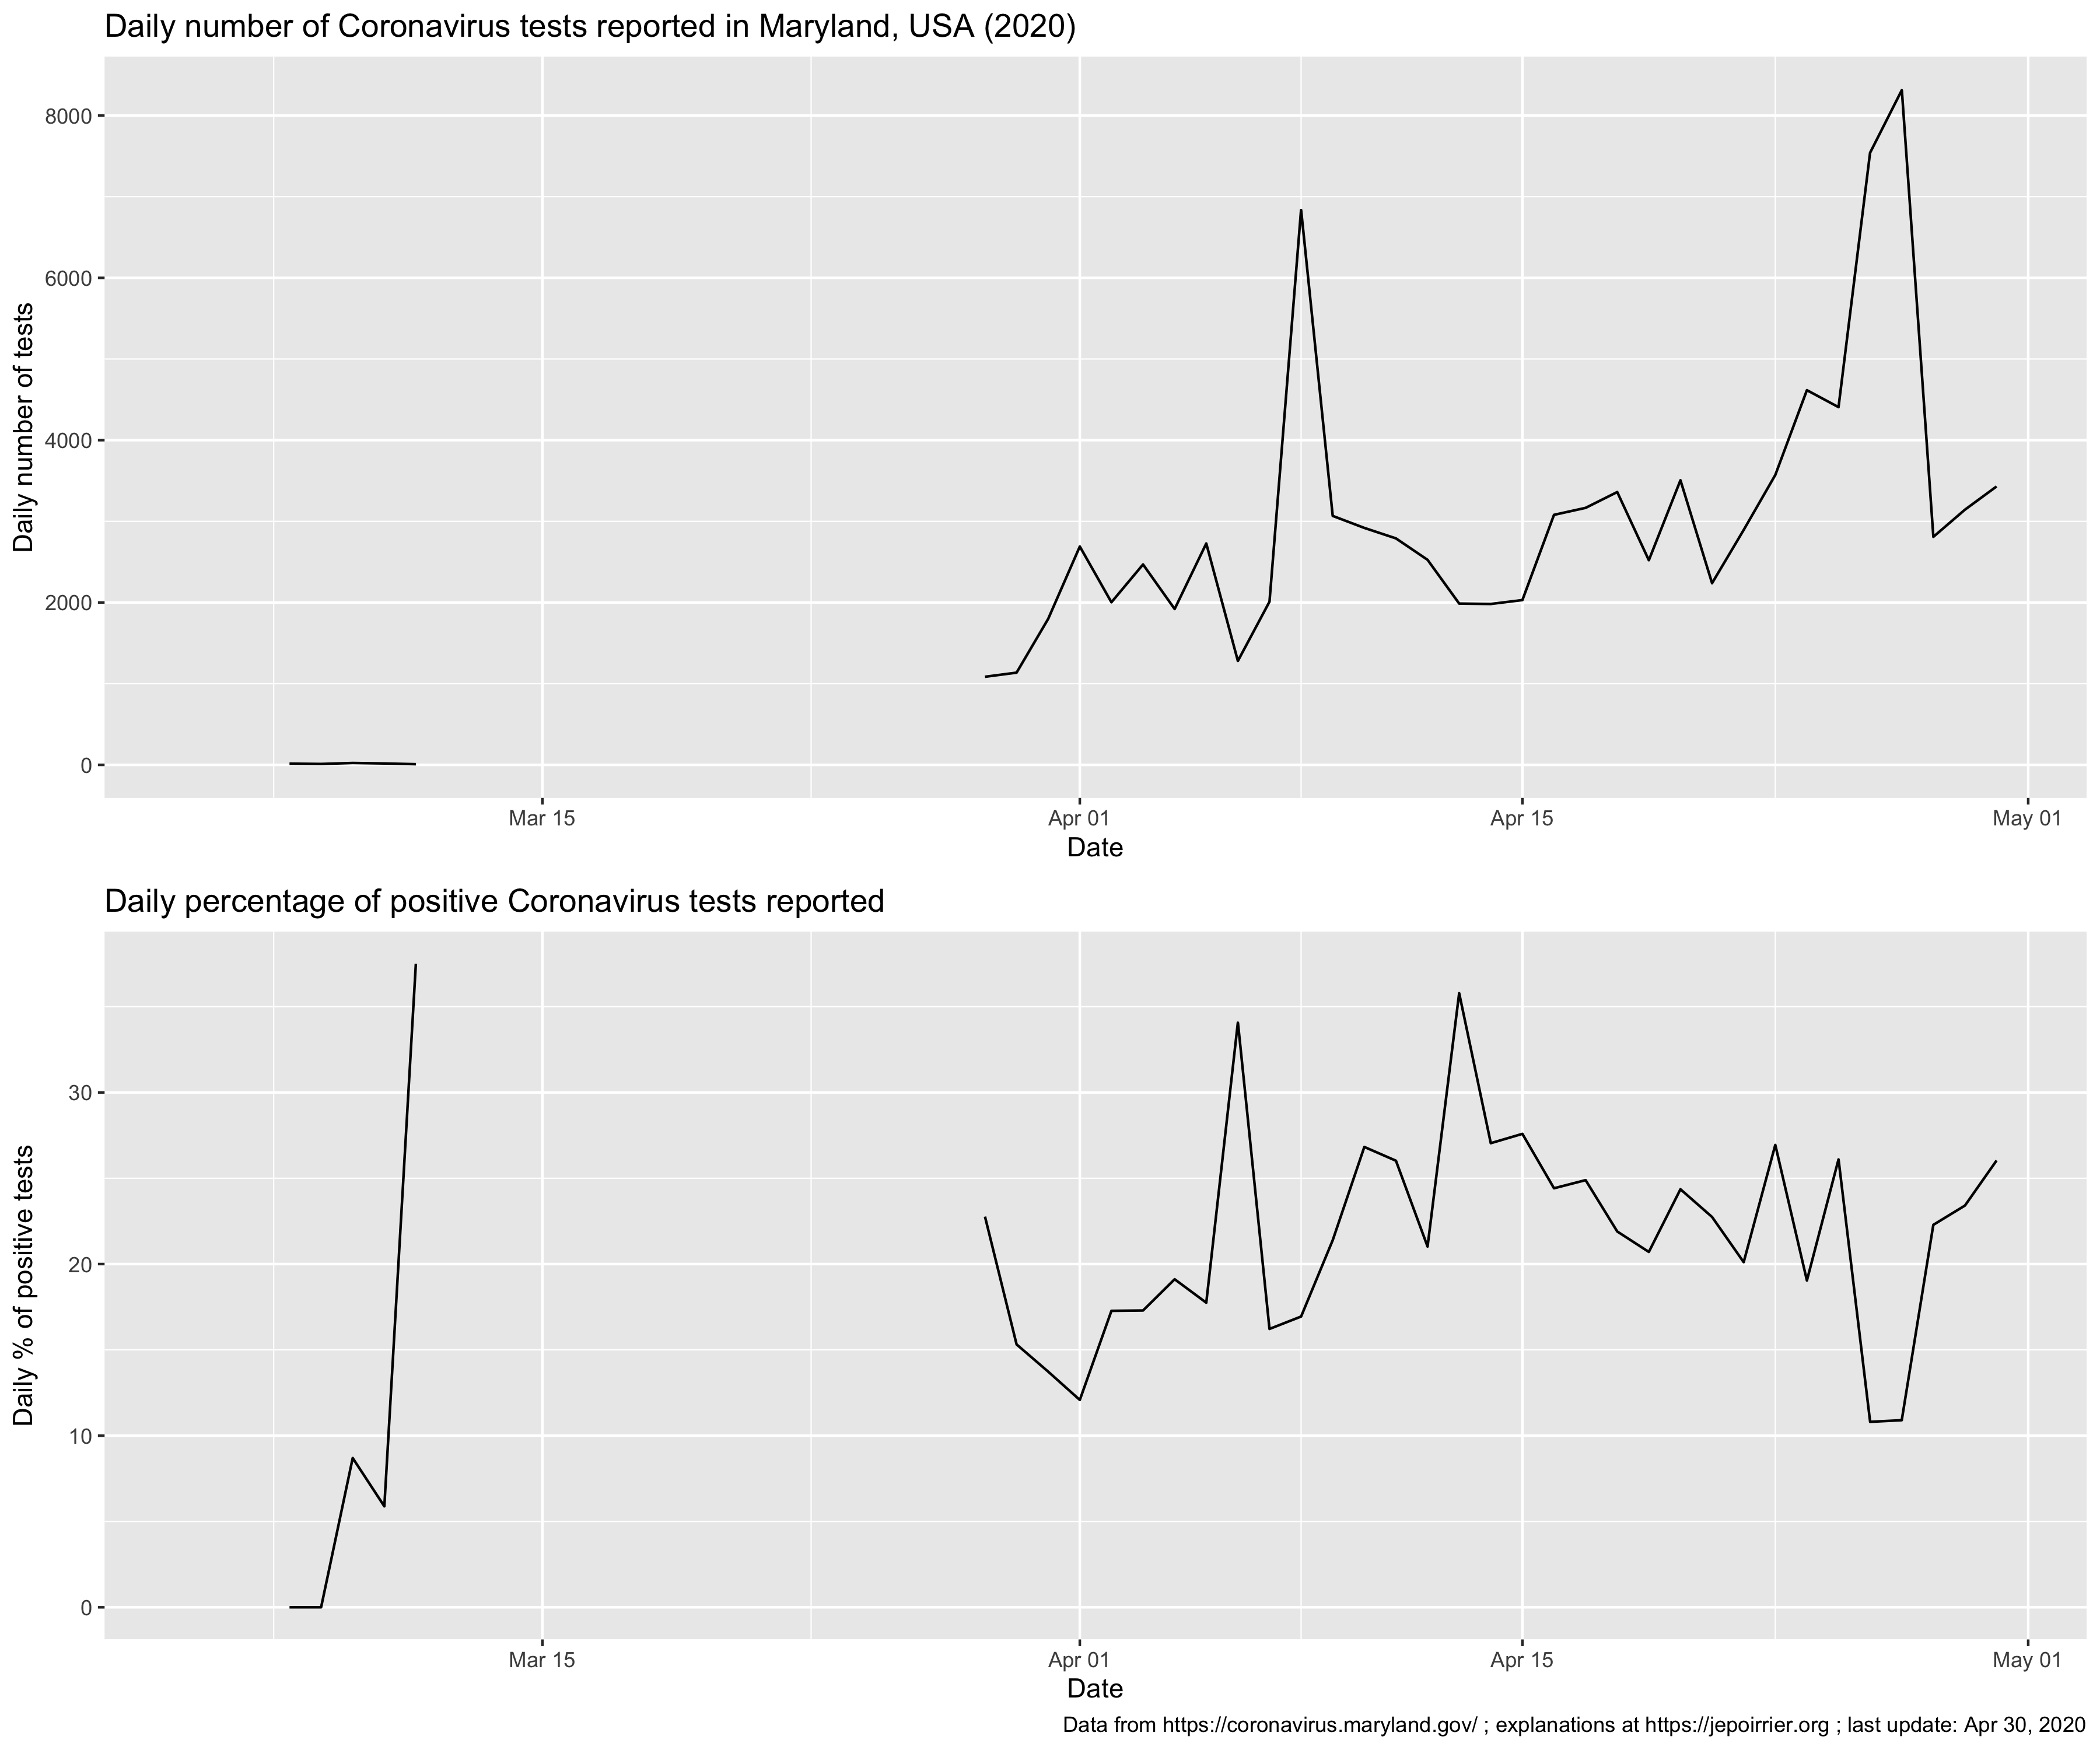 Daily number of Coronavirus tests reported in Maryland, USA (2020)
Daily number of tests
8000
6000
4000
2000
0
Mar 15 Apr 01 Apr 15 May 01
Date
Daily percentage of positive Coronavirus tests reported
Daily % of positive tests
30
20
10
0
Mar 15 Apr 01 Apr 15 May 01
Date
Data from https://coronavirus.maryland.gov/ ; explanations at https://jepoirrier.org ; last update: Apr 30, 2020